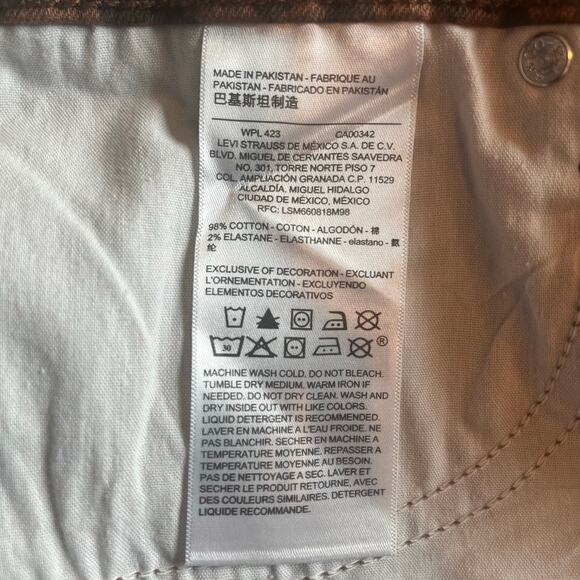 MADE IN PAKISTAN - FABRIQUE AU
PAKISTAN - FABRICADO EN PAKISTÁN
巴基斯坦制造
WPL 423 CA00342
LEVI STRAUSS DE MÉXICO S.A. DE C.V.
BLVD. MIGUEL DE CERVANTES SAAVEDRA
NO. 301, TORRE NORTE PISO 7
COL. AMPLIACIÓN GRANADA C.P. 11529
ALCALDÍA. MIGUEL HIDALGO
CIUDAD DE MÉXICO, MÉXICO
RFC: LSM660818M98
98% COTTON - COTON - ALGODÓN - 棉
2% ELASTANE - ELASTHANNE - elastano - 氨
纶
EXCLUSIVE OF DECORATION - EXCLUANT
L'ORNEMENTATION - EXCLUYENDO
ELEMENTOS DECORATIVOS
30 ®
MACHINE WASH COLD. DO NOT BLEACH.
TUMBLE DRY MEDIUM. WARM IRON IF
NEEDED. DO NOT DRY CLEAN. WASH AND
DRY INSIDE OUT WITH LIKE COLORS.
LIQUID DETERGENT IS RECOMMENDED.
LAVER EN MACHINE A L'EAU FROIDE. NE
PAS BLANCHIR. SECHER EN MACHINE A
TEMPERATURE MOYENNE. REPASSER A
TEMPERATURE MOYENNE AU BESOIN.
PAS DE NETTOYAGE A SEC. LAVER ET
SECHER LE PRODUIT RETOURNE, AVEC
DES COULEURS SIMILAIRES. DETERGENT
LIQUIDE RECOMMANDE.